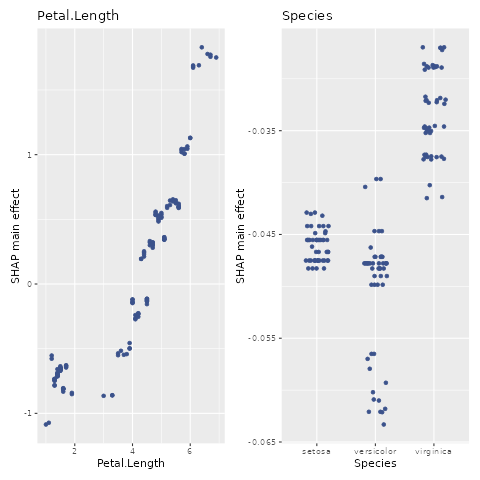 Petal.Length
SHAP main effect
1
0
-1
2
4
6
Petal.Length
Species
SHAP main effect
-0.035
-0.045
-0.055
-0.065
setosa
versicolor
virginica
Species